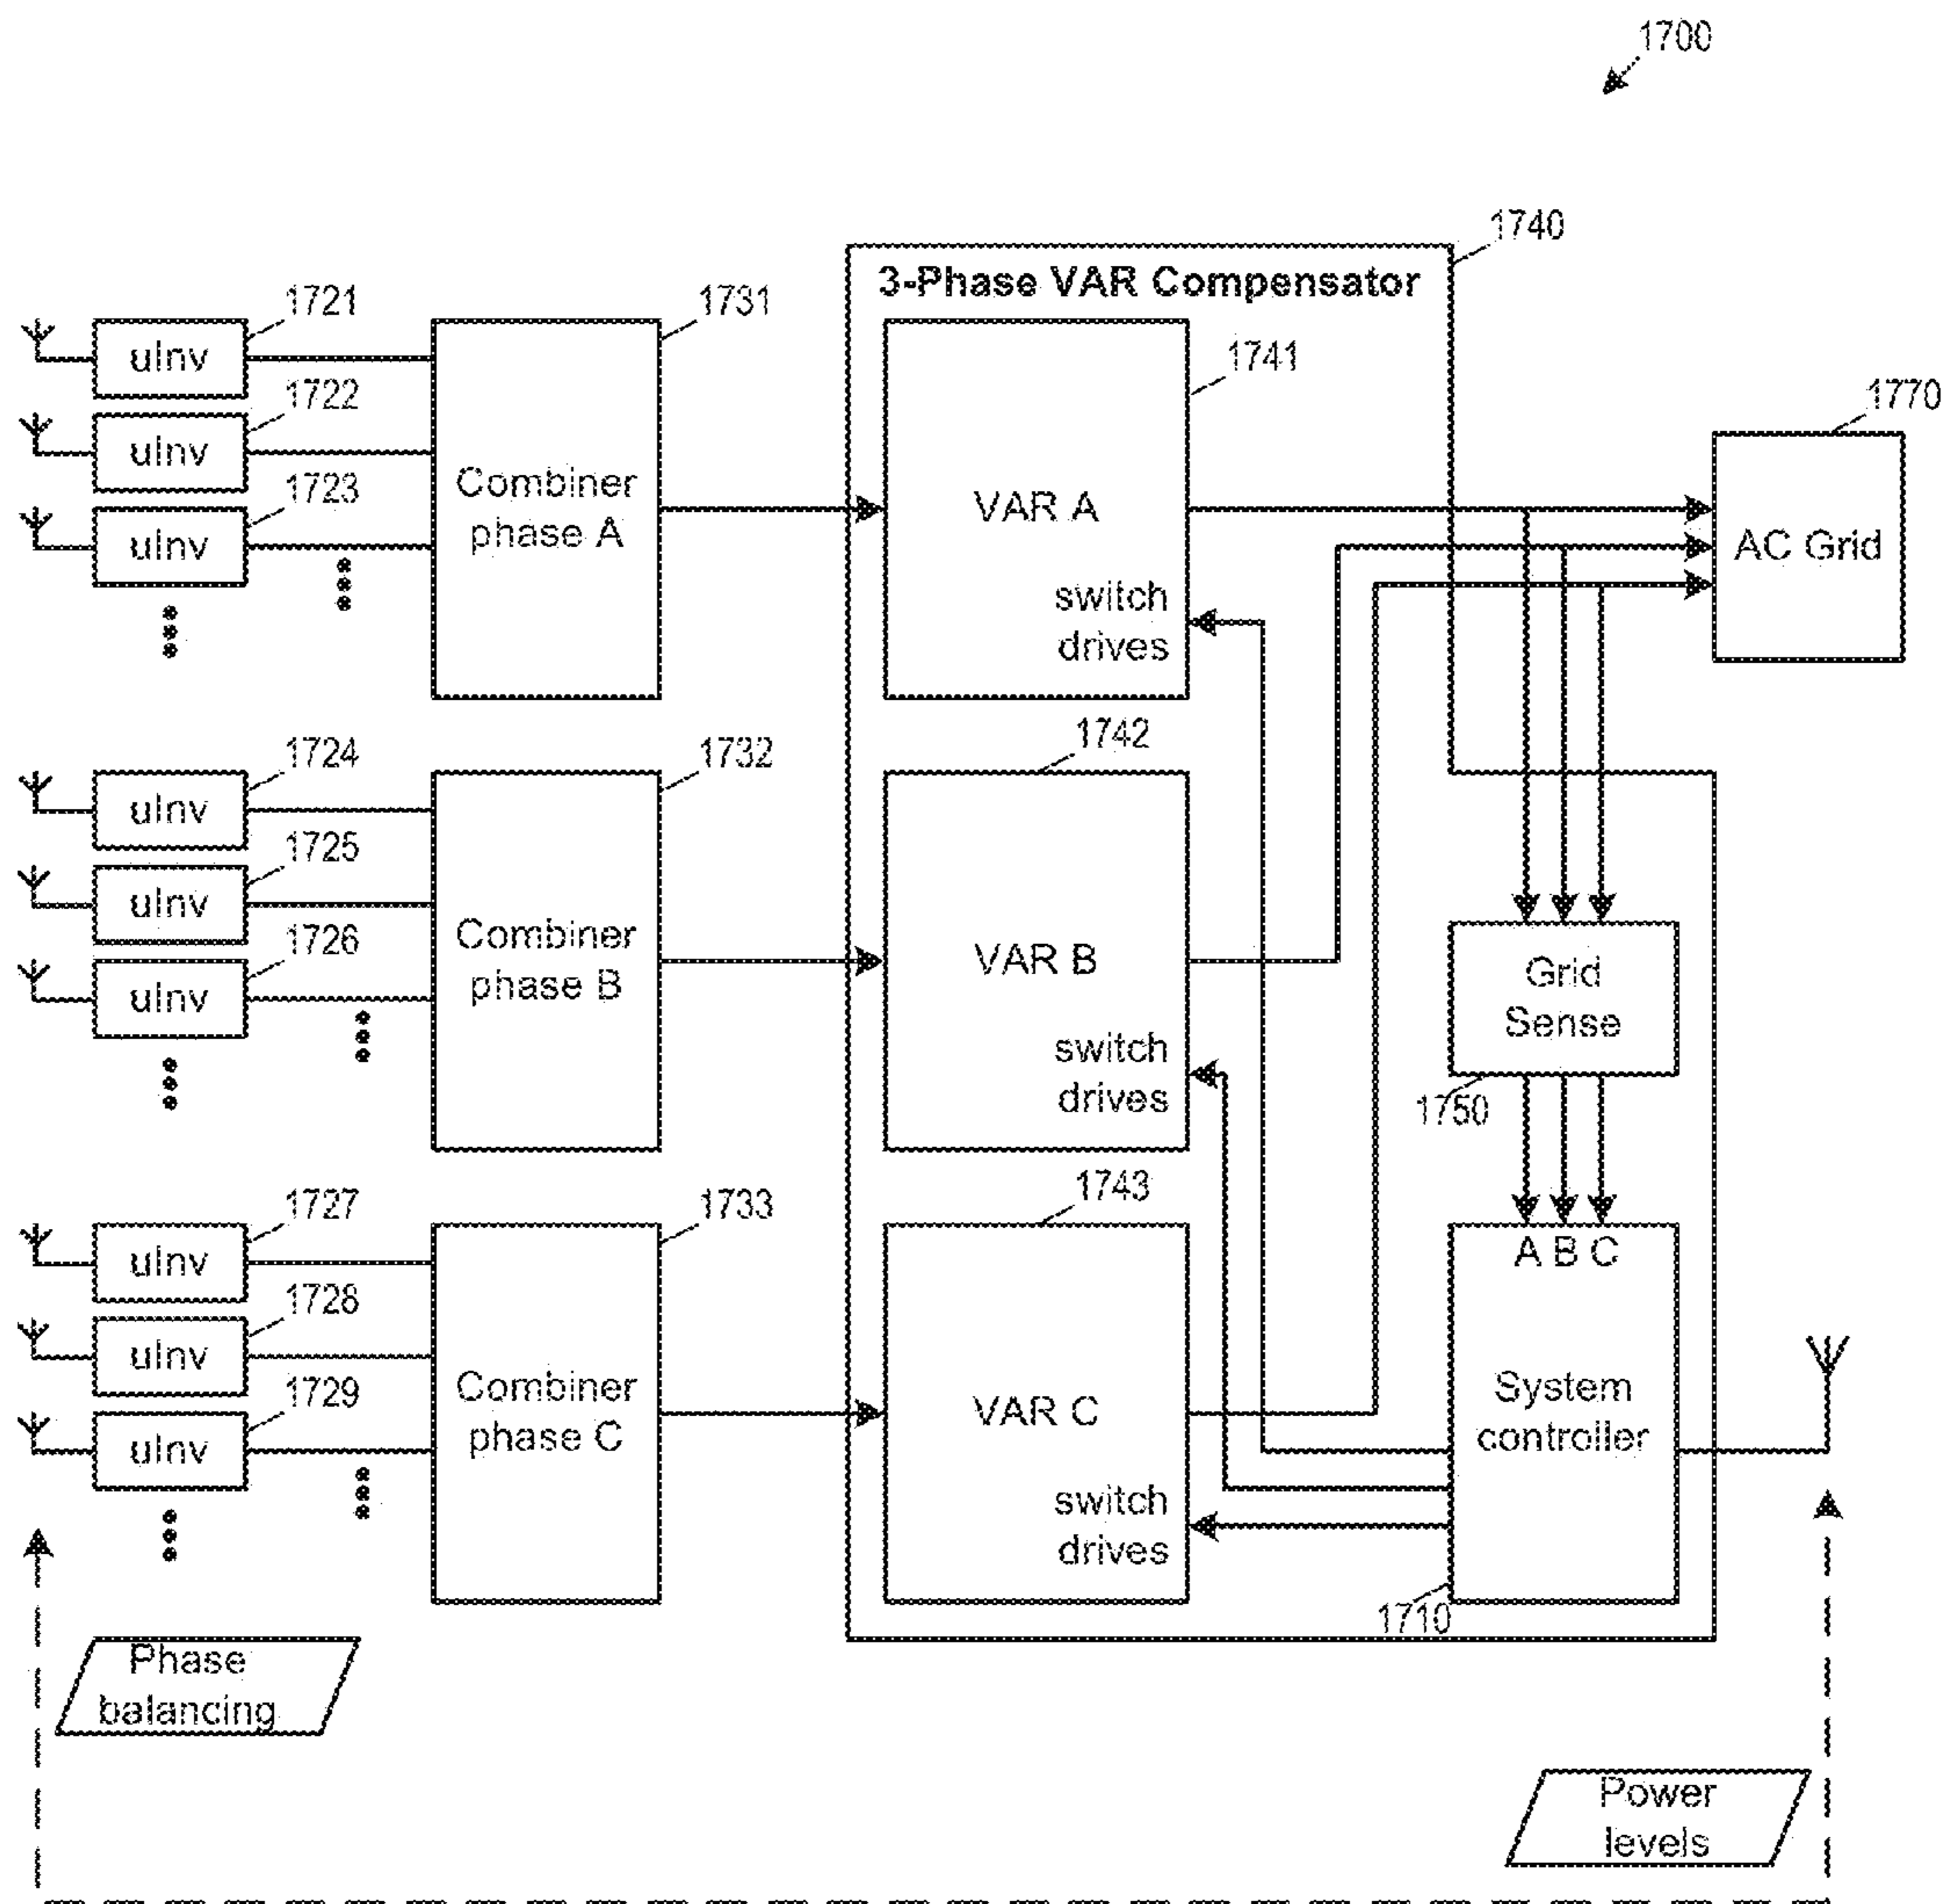 1700
1740
3-Phase VAR Compensator
1721
uInv
1722
uInv
1723
uInv
1731
Combiner
phase A
1741
VAR A
switch
drives
1770
AC Grid
1724
uInv
1725
uInv
1726
uInv
1732
Combiner
phase B
1742
VAR B
switch
drives
Grid
Sense
1750
1727
uInv
1728
uInv
1729
uInv
1733
Combiner
phase C
1743
VAR C
switch
drives
A B C
System
controller
1710
Phase
balancing
Power
levels